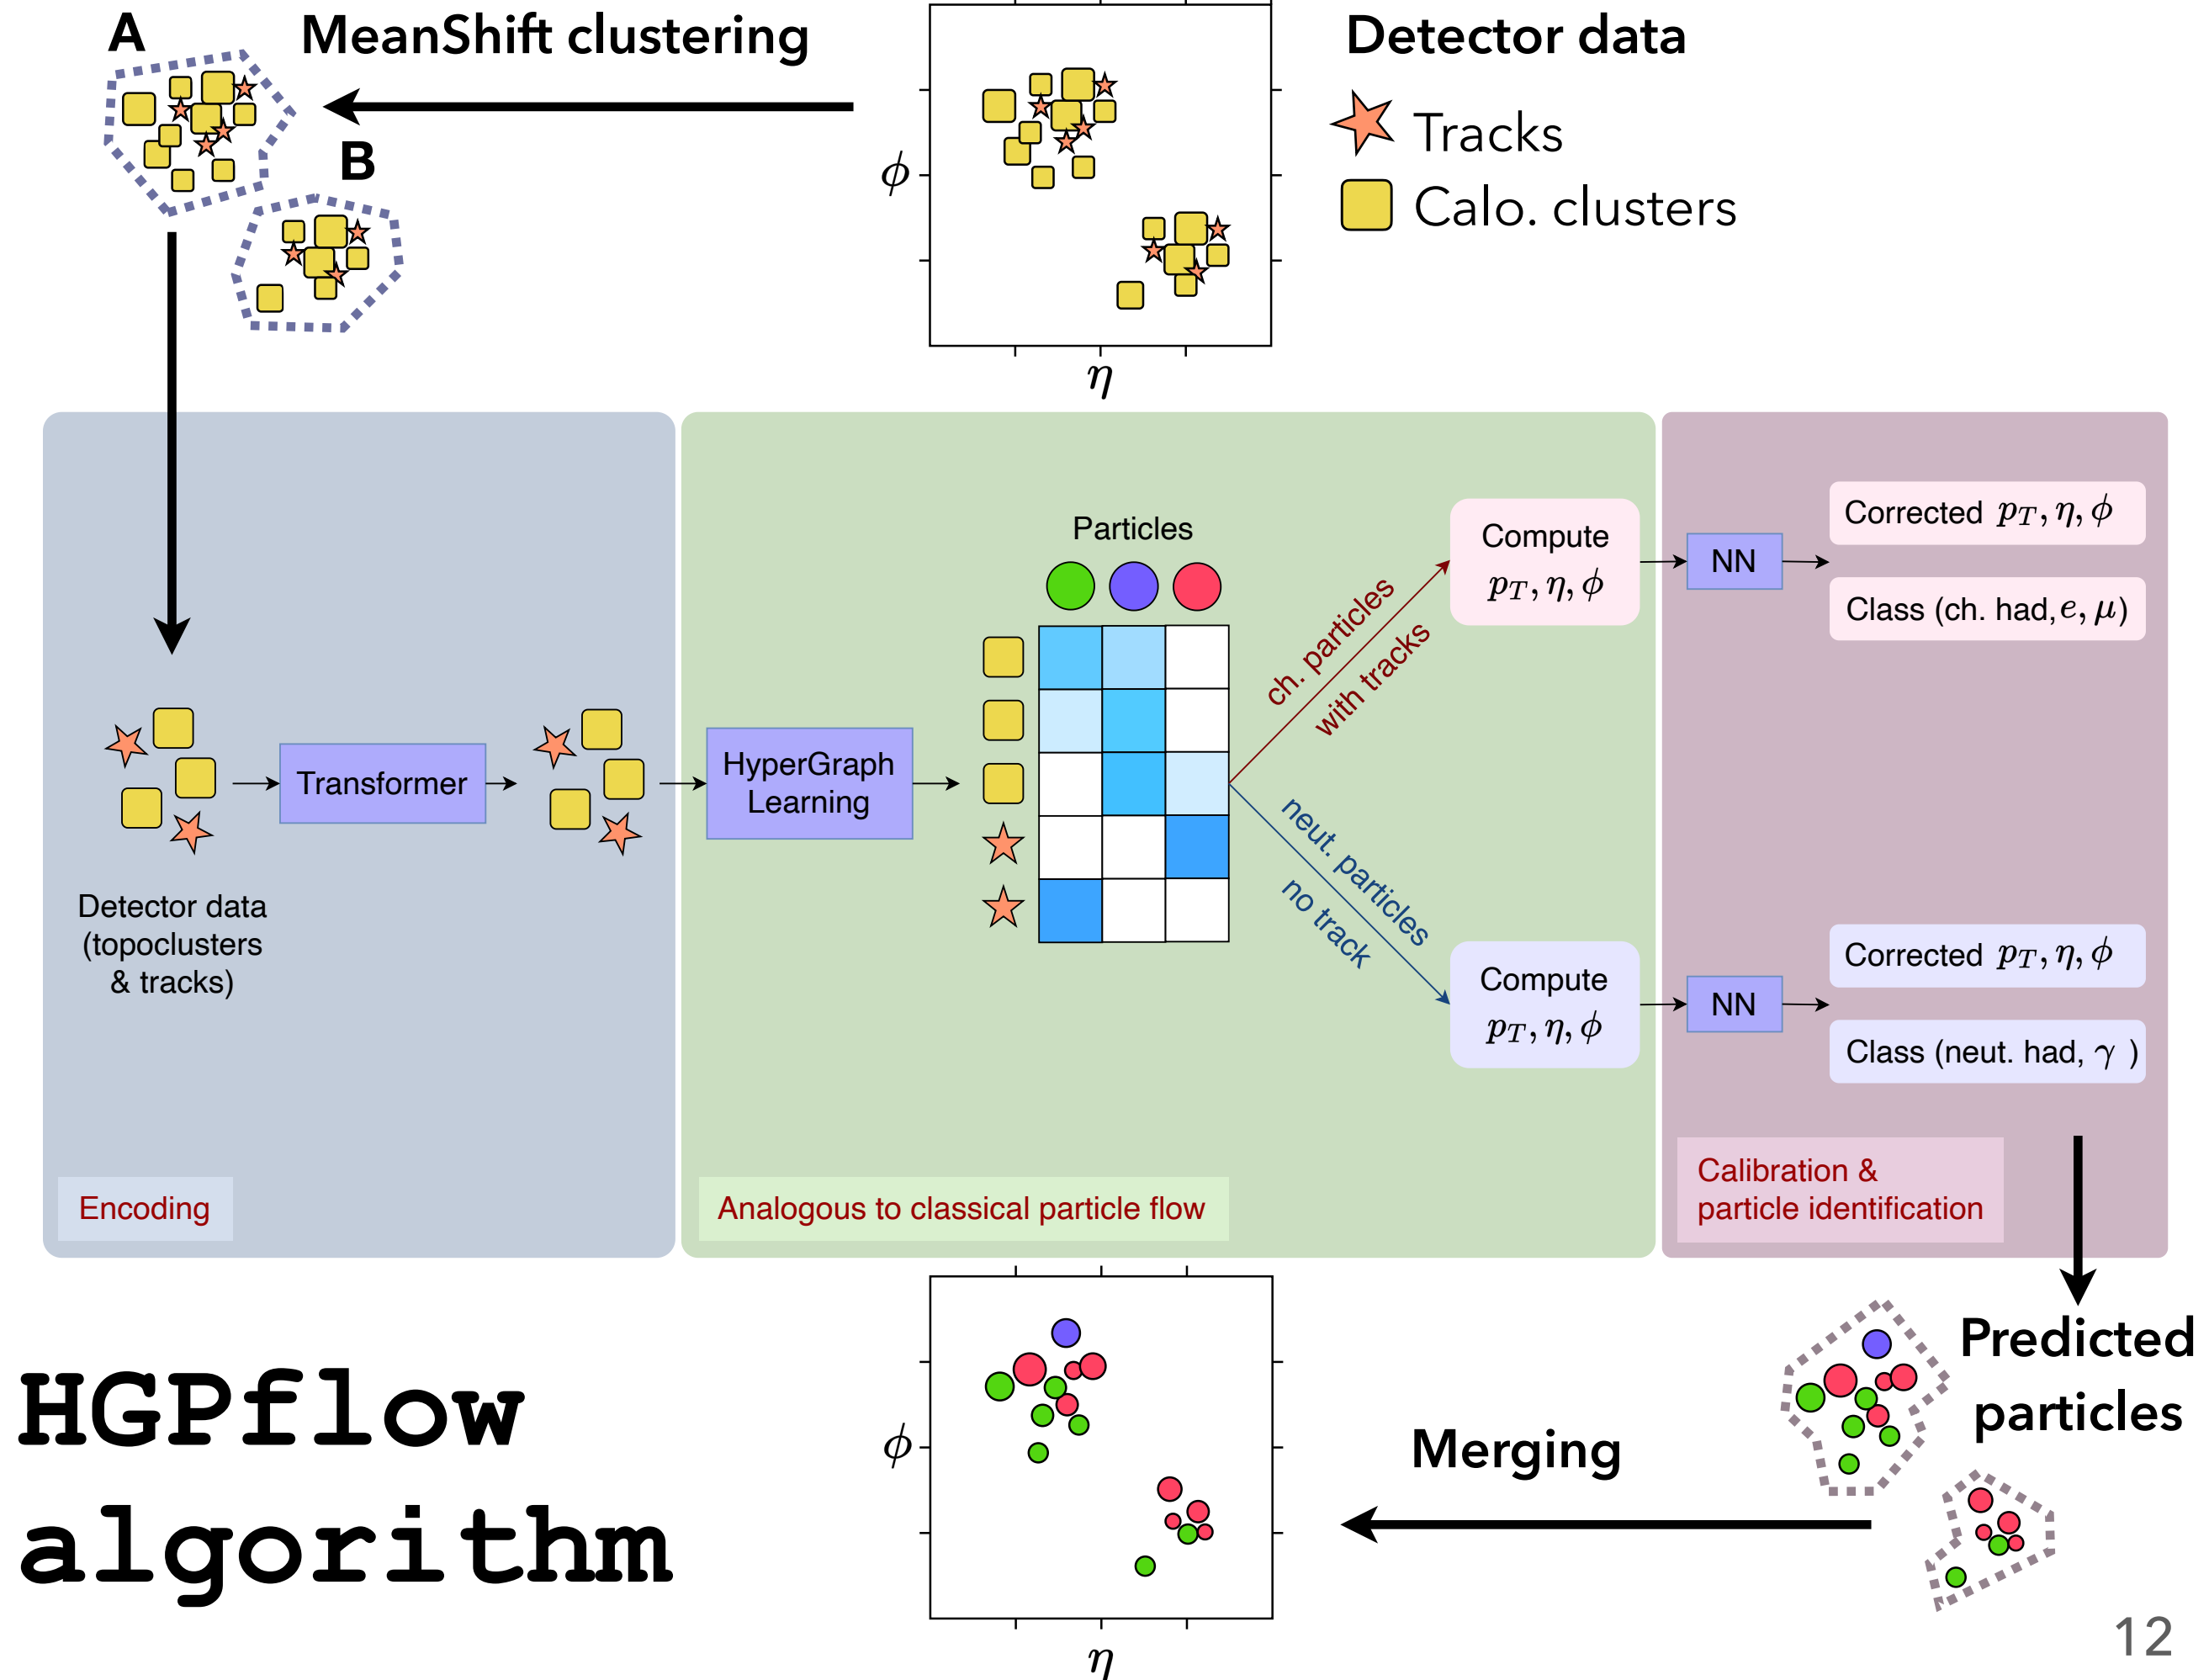 A
MeanShift clustering
B
ϕ
η
Detector data
Tracks
Calo. clusters
Detector data
(topoclusters
& tracks)
Transformer
Encoding
HyperGraph
Learning
Particles
ch. particles
with tracks
neut. particles
no track
Compute
p_T, η, ϕ
Compute
p_T, η, ϕ
Analogous to classical particle flow
NN
Corrected p_T, η, ϕ
Class (ch. had, e, μ)
NN
Corrected p_T, η, ϕ
Class (neut. had, γ )
Calibration &
particle identification
Predicted
particles
Merging
ϕ
η
HGPflow
algorithm
12